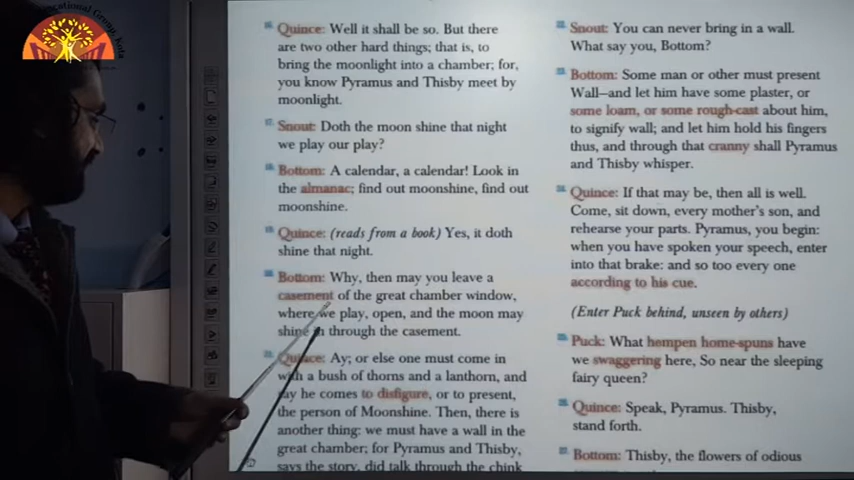 cational Group, Kota
Quince: Well it shall be so. But there
are two other hard things; that is, to
bring the moonlight into a chamber; for,
you know Pyramus and Thisby meet by
moonlight.
Snout: Doth the moon shine that night
we play our play?
Bottom: A calendar, a calendar! Look in
the almanac; find out moonshine, find out
moonshine.
Quince: (reads from a book) Yes, it doth
shine that night.
Bottom: Why, then may you leave a
casement of the great chamber window,
where we play, open, and the moon may
shine in through the casement.
Quince: Ay; or else one must come in
with a bush of thorns and a lanthorn, and
say he comes to disfigure, or to present,
the person of Moonshine. Then, there is
another thing: we must have a wall in the
great chamber; for Pyramus and Thisby,
says the story, did talk through the chink
Snout: You can never bring in a wall.
What say you, Bottom?
Bottom: Some man or other must present
Wall—and let him have some plaster, or
some loam, or some rough-cast about him,
to signify wall; and let him hold his fingers
thus, and through that cranny shall Pyramus
and Thisby whisper.
Quince: If that may be, then all is well.
Come, sit down, every mother's son, and
rehearse your parts. Pyramus, you begin:
when you have spoken your speech, enter
into that brake: and so too every one
according to his cue.
(Enter Puck behind, unseen by others)
Puck: What hempen home-spuns have
we swaggering here, So near the sleeping
fairy queen?
Quince: Speak, Pyramus. Thisby,
stand forth.
Bottom: Thisby, the flowers of odious